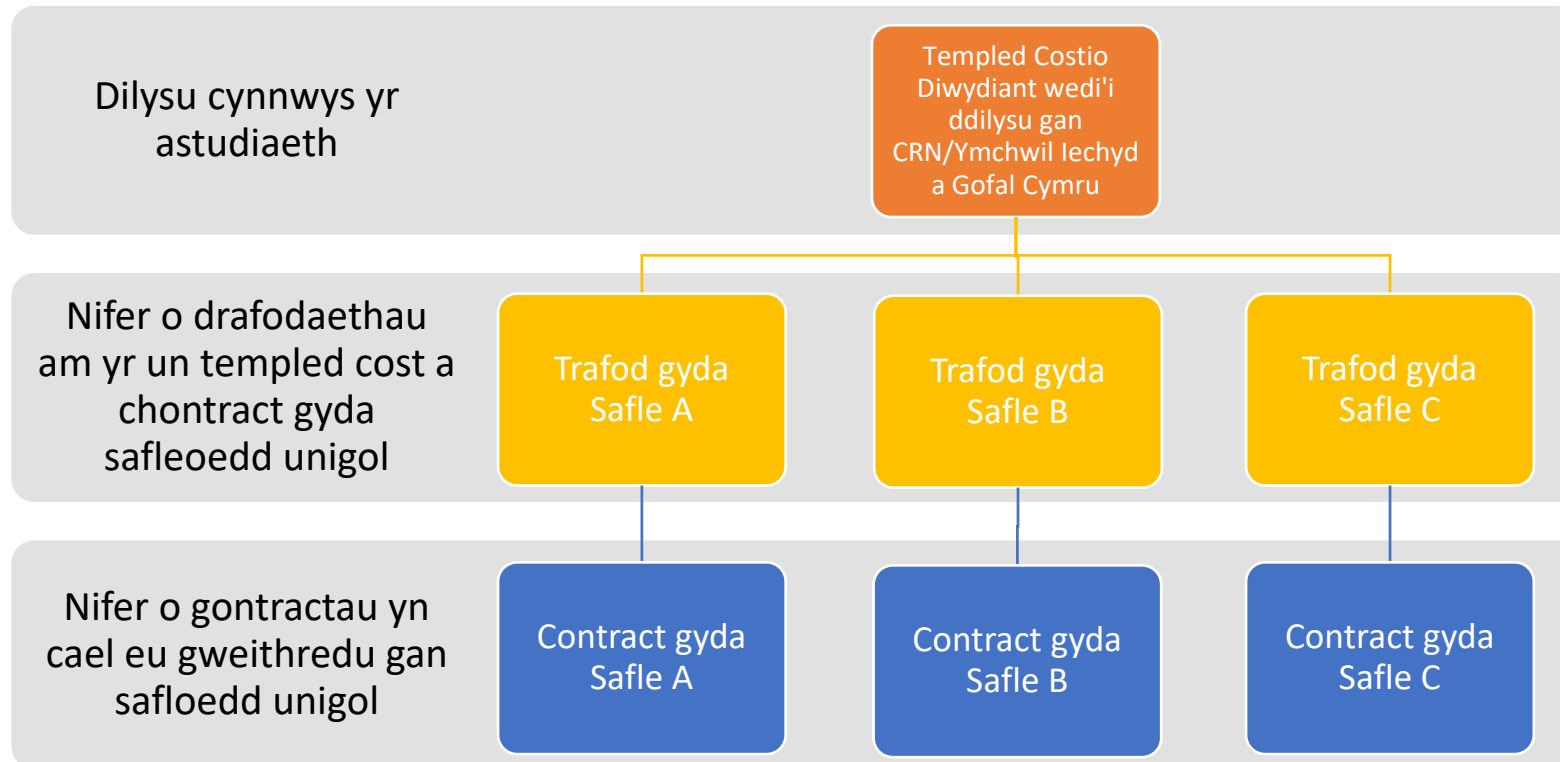 Dilysu cynnwys yr
astudiaeth
Templed Costio
Diwydiant wedi'i
ddilysu gan
CRN/Ymchwil Iechyd
a Gofal Cymru
Nifer o drafodaethau
am yr un templed cost a
chontract gyda
safleoedd unigol
Trafod gyda
Safle A
Trafod gyda
Safle B
Trafod gyda
Safle C
Nifer o gontractau yn
cael eu gweithredu gan
safloedd unigol
Contract gyda
Safle A
Contract gyda
Safle B
Contract gyda
Safle C